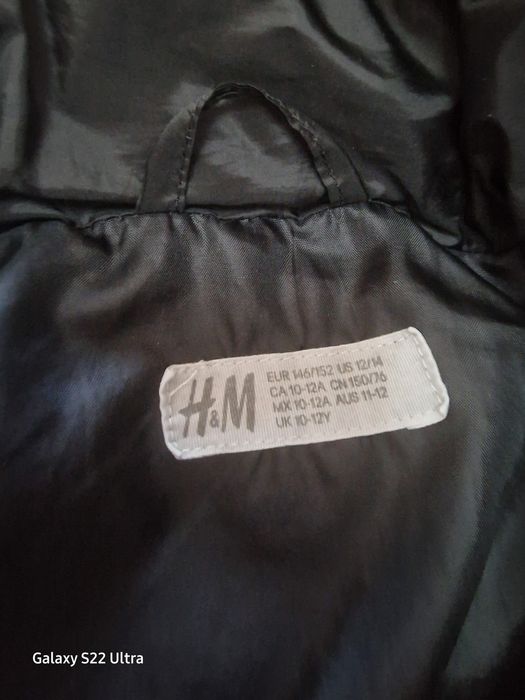 H&M
EUR 146/152 US 12/14
CA 10-12A CN 150/76
MX 10-12A AUS 11-12
UK 10-12Y
Galaxy S22 Ultra